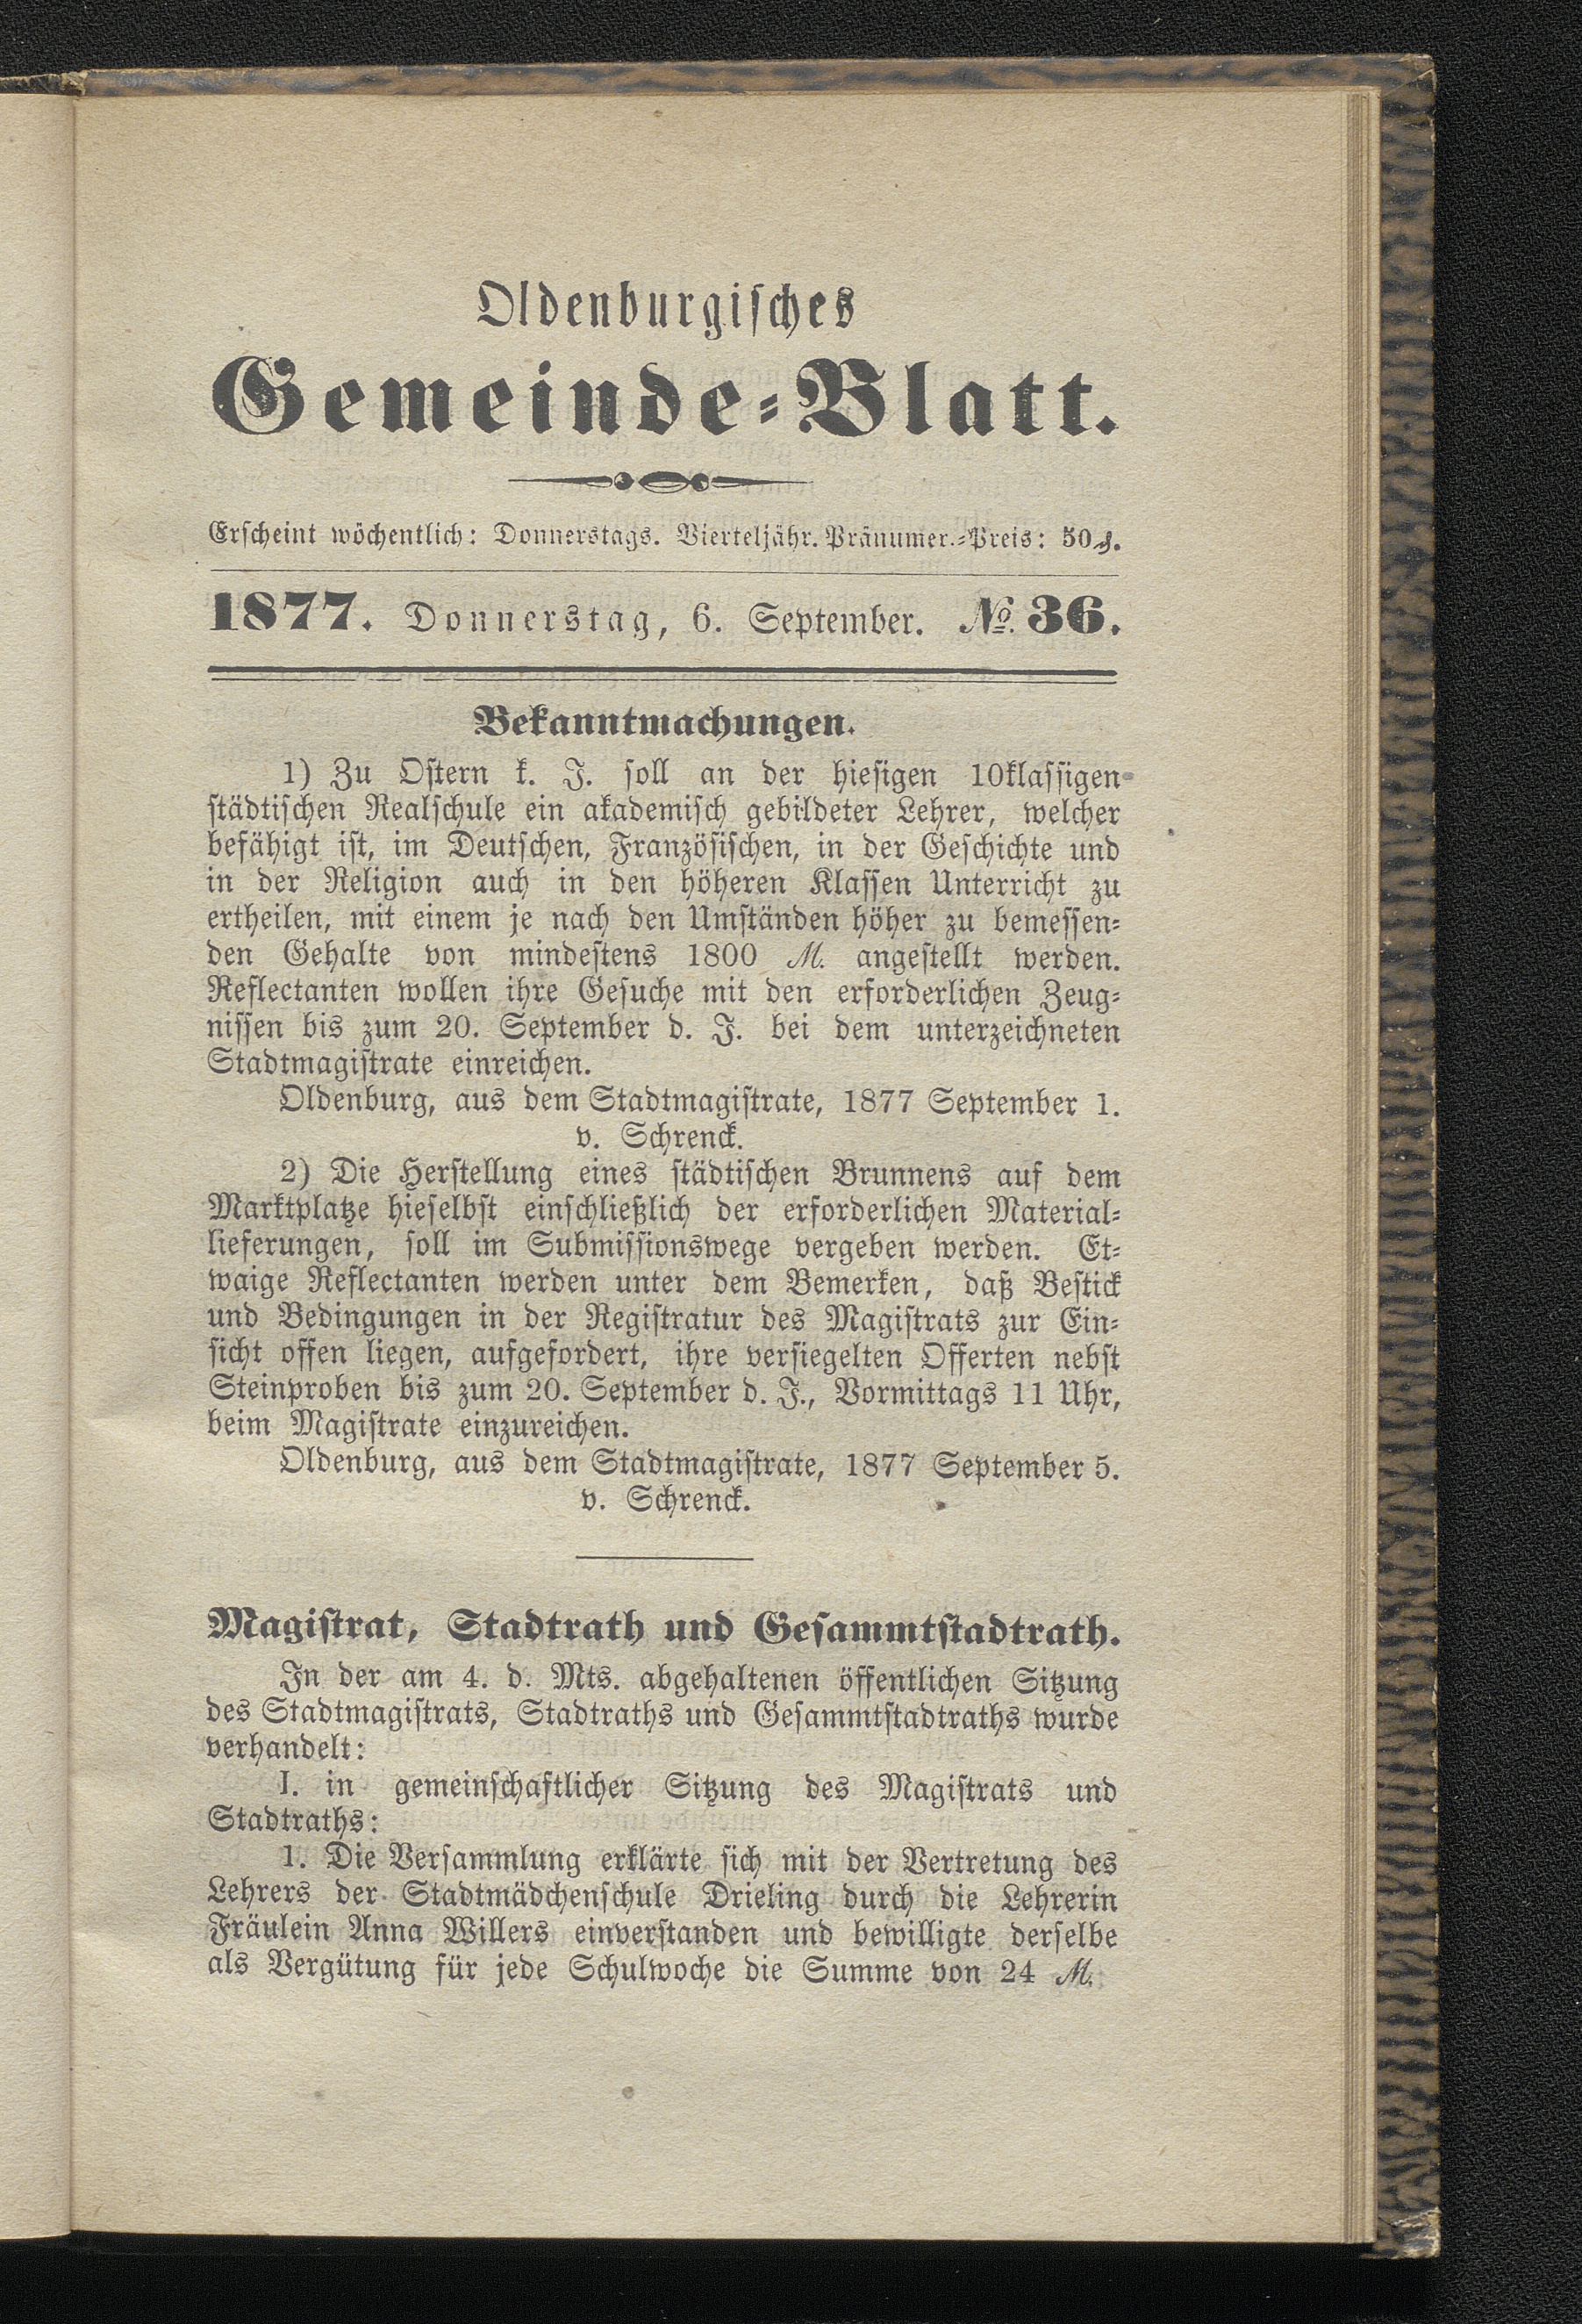 Oldenburgisches
Gemeinde-Blatt.
Erscheint wöchentlich: Donnerstags. Vierteljähr. Pränumer.-Preis: 50 ₰.
1877. Donnerstag, 6. September. № 36.
Bekanntmachungen.
1) Zu Ostern k. J. soll an der hiesigen 10klassigen
städtischen Realschule ein akademisch gebildeter Lehrer, welcher
befähigt ist, im Deutschen, Französischen, in der Geschichte und
in der Religion auch in den höheren Klassen Unterricht zu
ertheilen, mit einem je nach den Umständen höher zu bemessen-
den Gehalte von mindestens 1800 M. angestellt werden.
Reflectanten wollen ihre Gesuche mit den erforderlichen Zeug-
nissen bis zum 20. September d. J. bei dem unterzeichneten
Stadtmagistrate einreichen.
Oldenburg, aus dem Stadtmagistrate, 1877 September 1.
v. Schrenck.
2) Die Herstellung eines städtischen Brunnens auf dem
Marktplatze hieselbst einschließlich der erforderlichen Material-
lieferungen, soll im Submissionswege vergeben werden. Et-
waige Reflectanten werden unter dem Bemerken, daß Bestick
und Bedingungen in der Registratur des Magistrats zur Ein-
sicht offen liegen, aufgefordert, ihre versiegelten Offerten nebst
Steinproben bis zum 20. September d. J., Vormittags 11 Uhr,
beim Magistrate einzureichen.
Oldenburg, aus dem Stadtmagistrate, 1877 September 5.
v. Schrenck.
Magistrat, Stadtrath und Gesammtstadtrath.
In der am 4. d. Mts. abgehaltenen öffentlichen Sitzung
des Stadtmagistrats, Stadtraths und Gesammtstadtraths wurde
verhandelt:
I. in gemeinschaftlicher Sitzung des Magistrats und
Stadtraths:
1. Die Versammlung erklärte sich mit der Vertretung des
Lehrers der Stadtmädchenschule Drieling durch die Lehrerin
Fräulein Anna Willers einverstanden und bewilligte derselbe
als Vergütung für jede Schulwoche die Summe von 24 M.